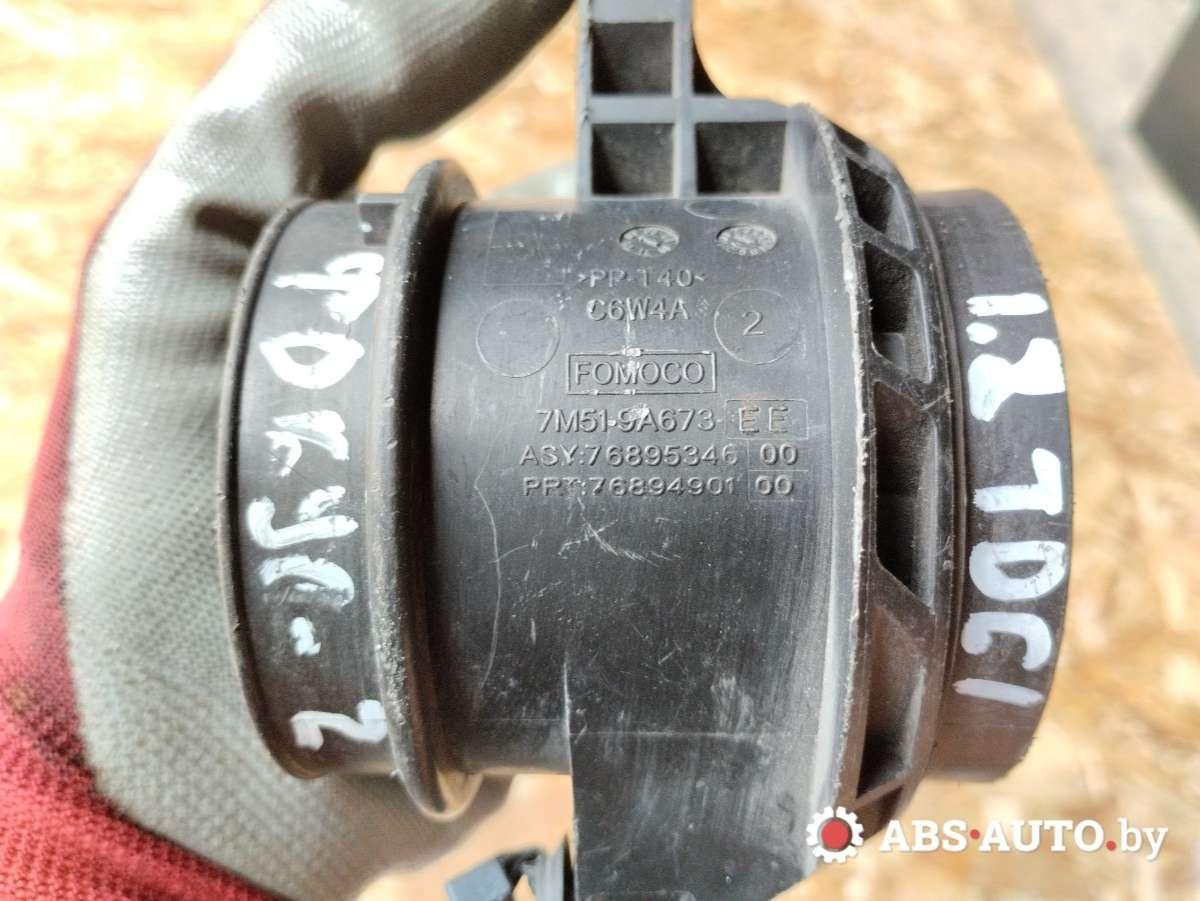 >PP-T40<
C6W4A
2
FOMOCO
7M51-9A673- EE
ASY:76895346 00
PRT:76894901 00
1.8 TDCI
ABS-AUTO.by